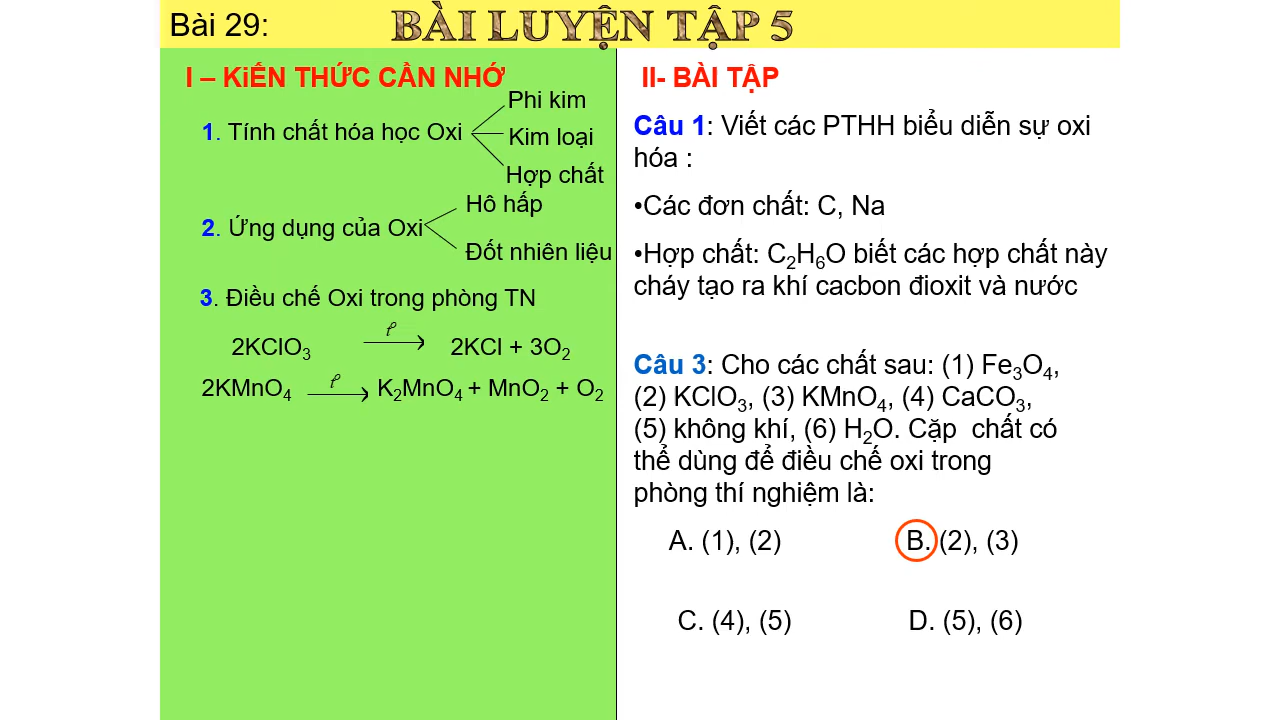 Bài 29:
BÀI LUYỆN TẬP 5
I – KiẾN THỨC CẦN NHỚ
1. Tính chất hóa học Oxi
Phi kim
Kim loại
Hợp chất
2. Ứng dụng của Oxi
Hô hấp
Đốt nhiên liệu
3. Điều chế Oxi trong phòng TN
2KClO₃ t⁰ 2KCl + 3O₂
2KMnO₄ t⁰ K₂MnO₄ + MnO₂ + O₂
II- BÀI TẬP
Câu 1: Viết các PTHH biểu diễn sự oxi
hóa :
•Các đơn chất: C, Na
•Hợp chất: C₂H₆O biết các hợp chất này
cháy tạo ra khí cacbon đioxit và nước
Câu 3: Cho các chất sau: (1) Fe₃O₄,
(2) KClO₃, (3) KMnO₄, (4) CaCO₃,
(5) không khí, (6) H₂O. Cặp chất có
thể dùng để điều chế oxi trong
phòng thí nghiệm là:
A. (1), (2) B. (2), (3)
C. (4), (5) D. (5), (6)